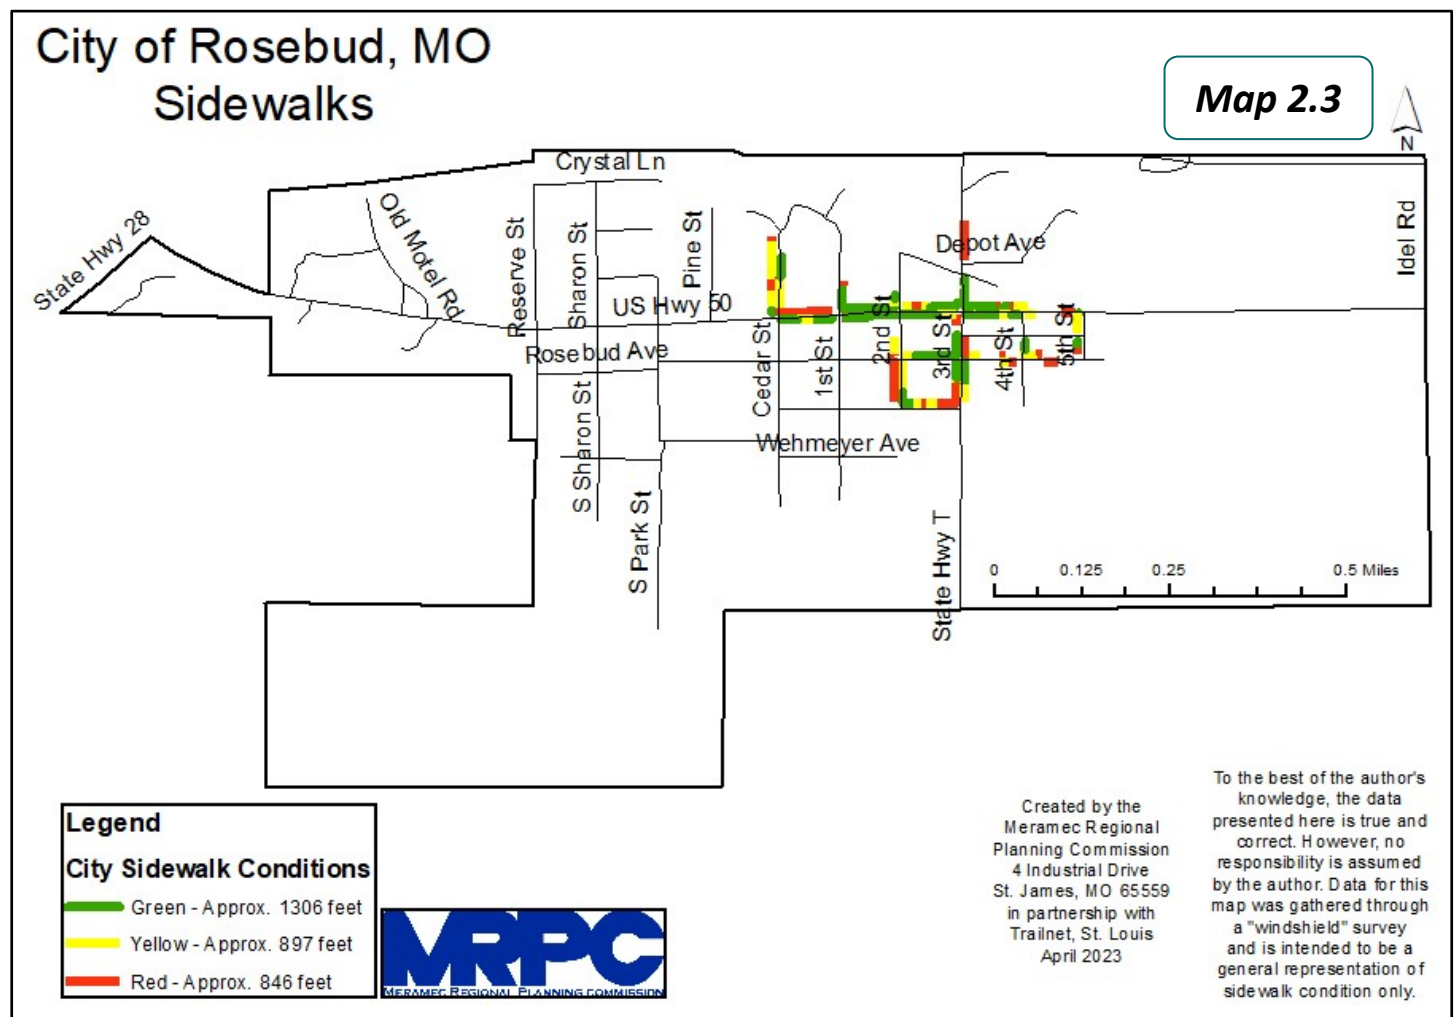 City of Rosebud, MO
Sidewalks
Map 2.3
N
Crystal Ln
State Hwy 28
Old Motel Rd
Reserve St
Sharon St
Pine St
Depot Ave
Idel Rd
US Hwy 50
2nd St
3rd St
4th St
5th St
Rosebud Ave
Cedar St
1st St
S Sharon St
Wehmeyer Ave
S Park St
State Hwy T
0 0.125 0.25 0.5 Miles
Legend
City Sidewalk Conditions
Green - Approx. 1306 feet
Yellow - Approx. 897 feet
Red - Approx. 846 feet
MRPC
MERAMEC REGIONAL PLANNING COMMISSION
Created by the
Meramec Regional
Planning Commission
4 Industrial Drive
St. James, MO 65559
in partnership with
Trailnet, St. Louis
April 2023
To the best of the author's
knowledge, the data
presented here is true and
correct. However, no
responsibility is assumed
by the author. Data for this
map was gathered through
a "windshield" survey
and is intended to be a
general representation of
sidewalk condition only.